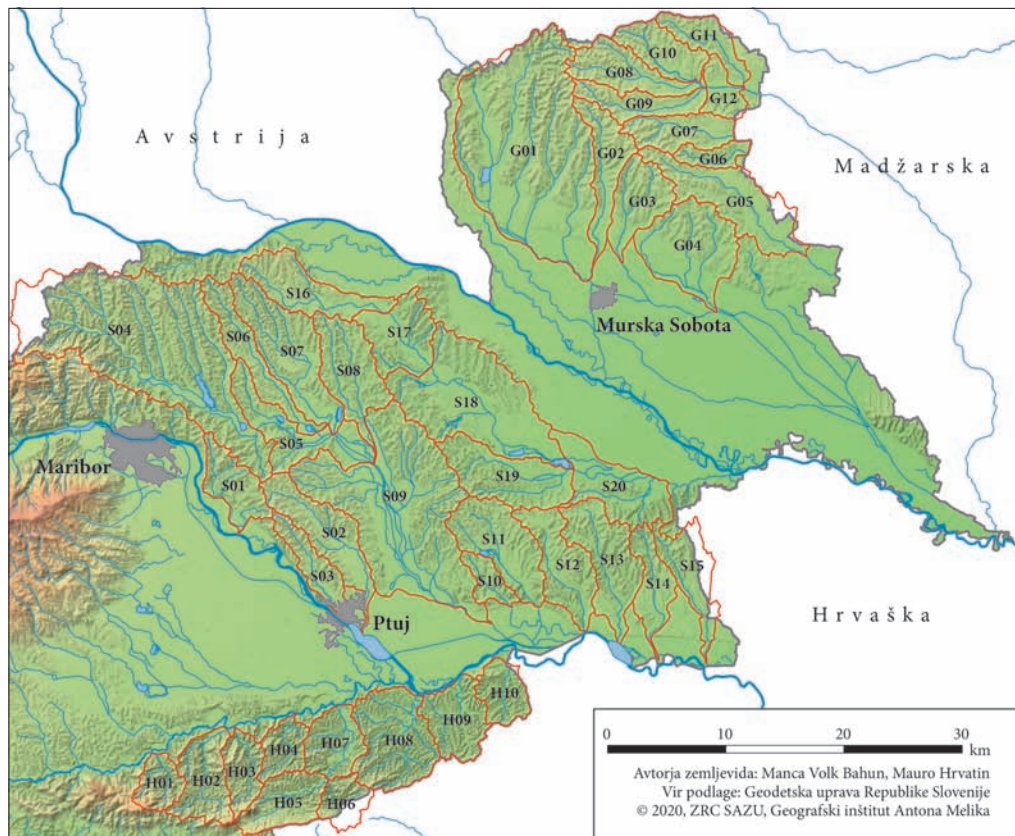 Avstrija
Madžarska
Hrvaška
G11
G10
G08
G12
G09
G01
G07
G02
G06
G03
G05
G04
Murska Sobota
S16
S04
S06
S17
S07
S08
S18
S05
Maribor
S19
S01
S09
S20
S02
S11
S12
S13
S03
S10
S14
S15
Ptuj
H10
H09
H04
H07
H08
H01
H02
H03
H05
H06
0 10 20 30
km
Avtorja zemljevida: Manca Volk Bahun, Mauro Hrvatin
Vir podlage: Geodetska uprava Republike Slovenije
© 2020, ZRC SAZU, Geografski inštitut Antona Melika